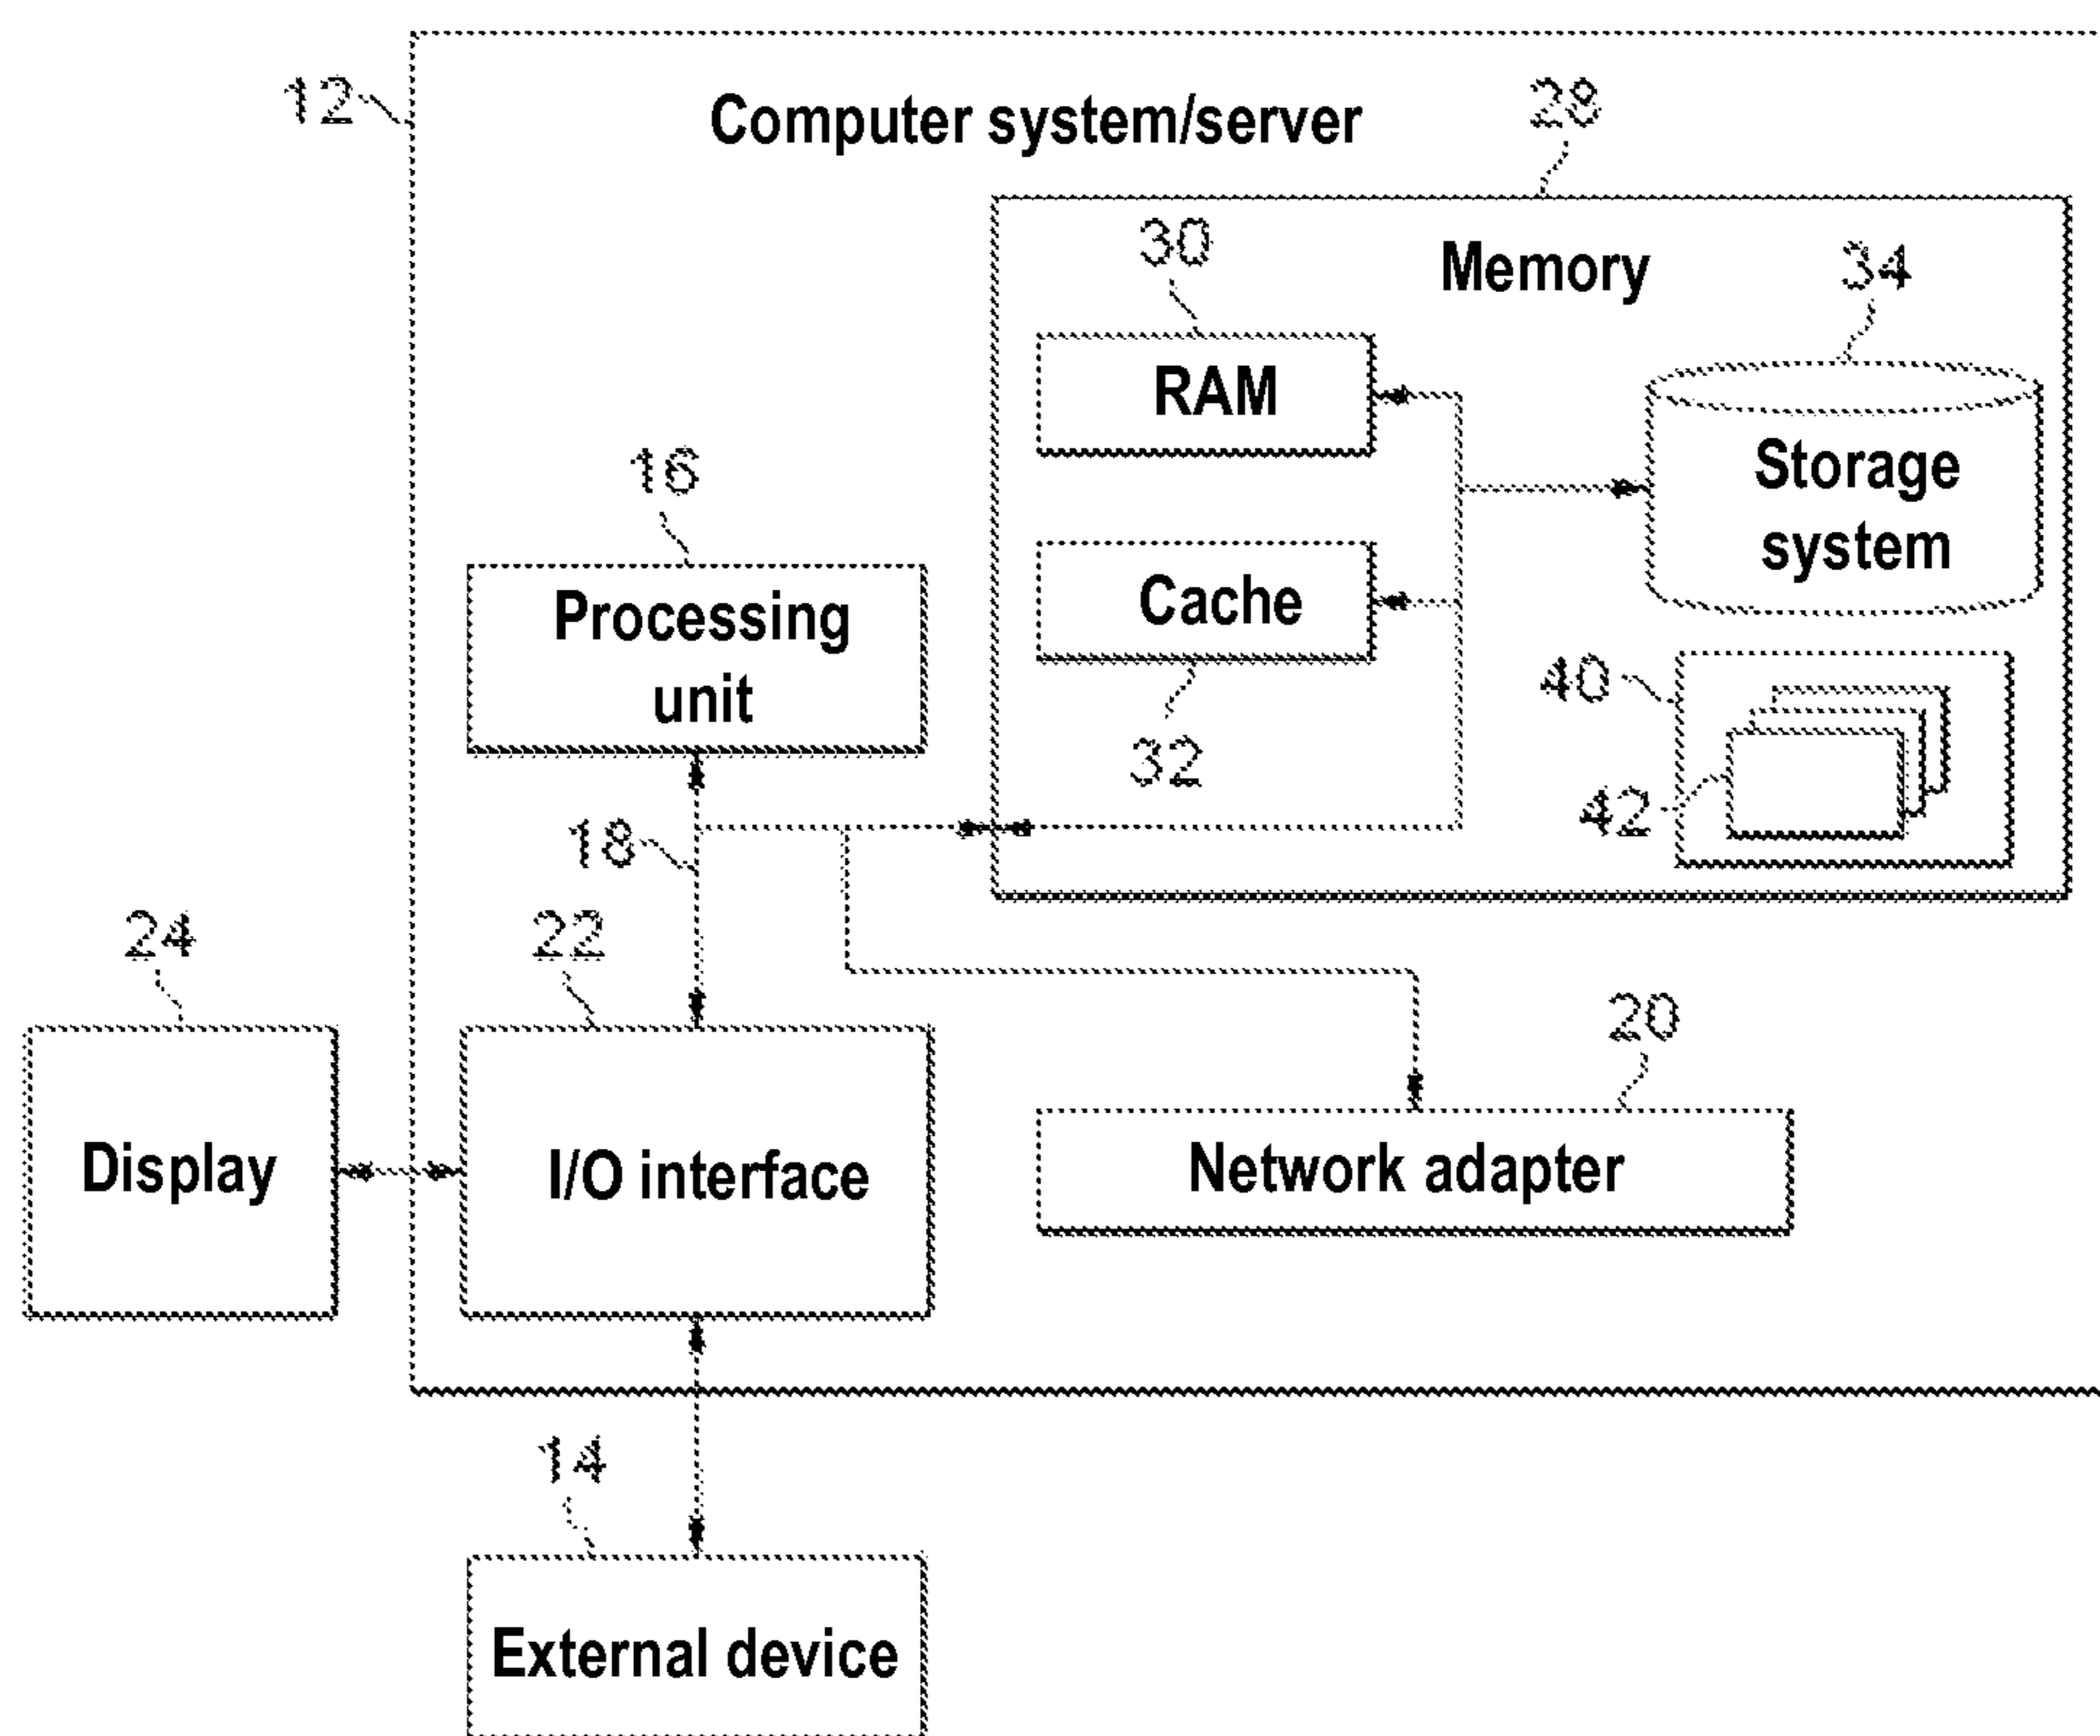 12
Computer system/server
28
30
Memory
34
RAM
Storage
system
16
Processing
unit
Cache
32
40
42
18
24
22
20
Display
I/O interface
Network adapter
14
External device